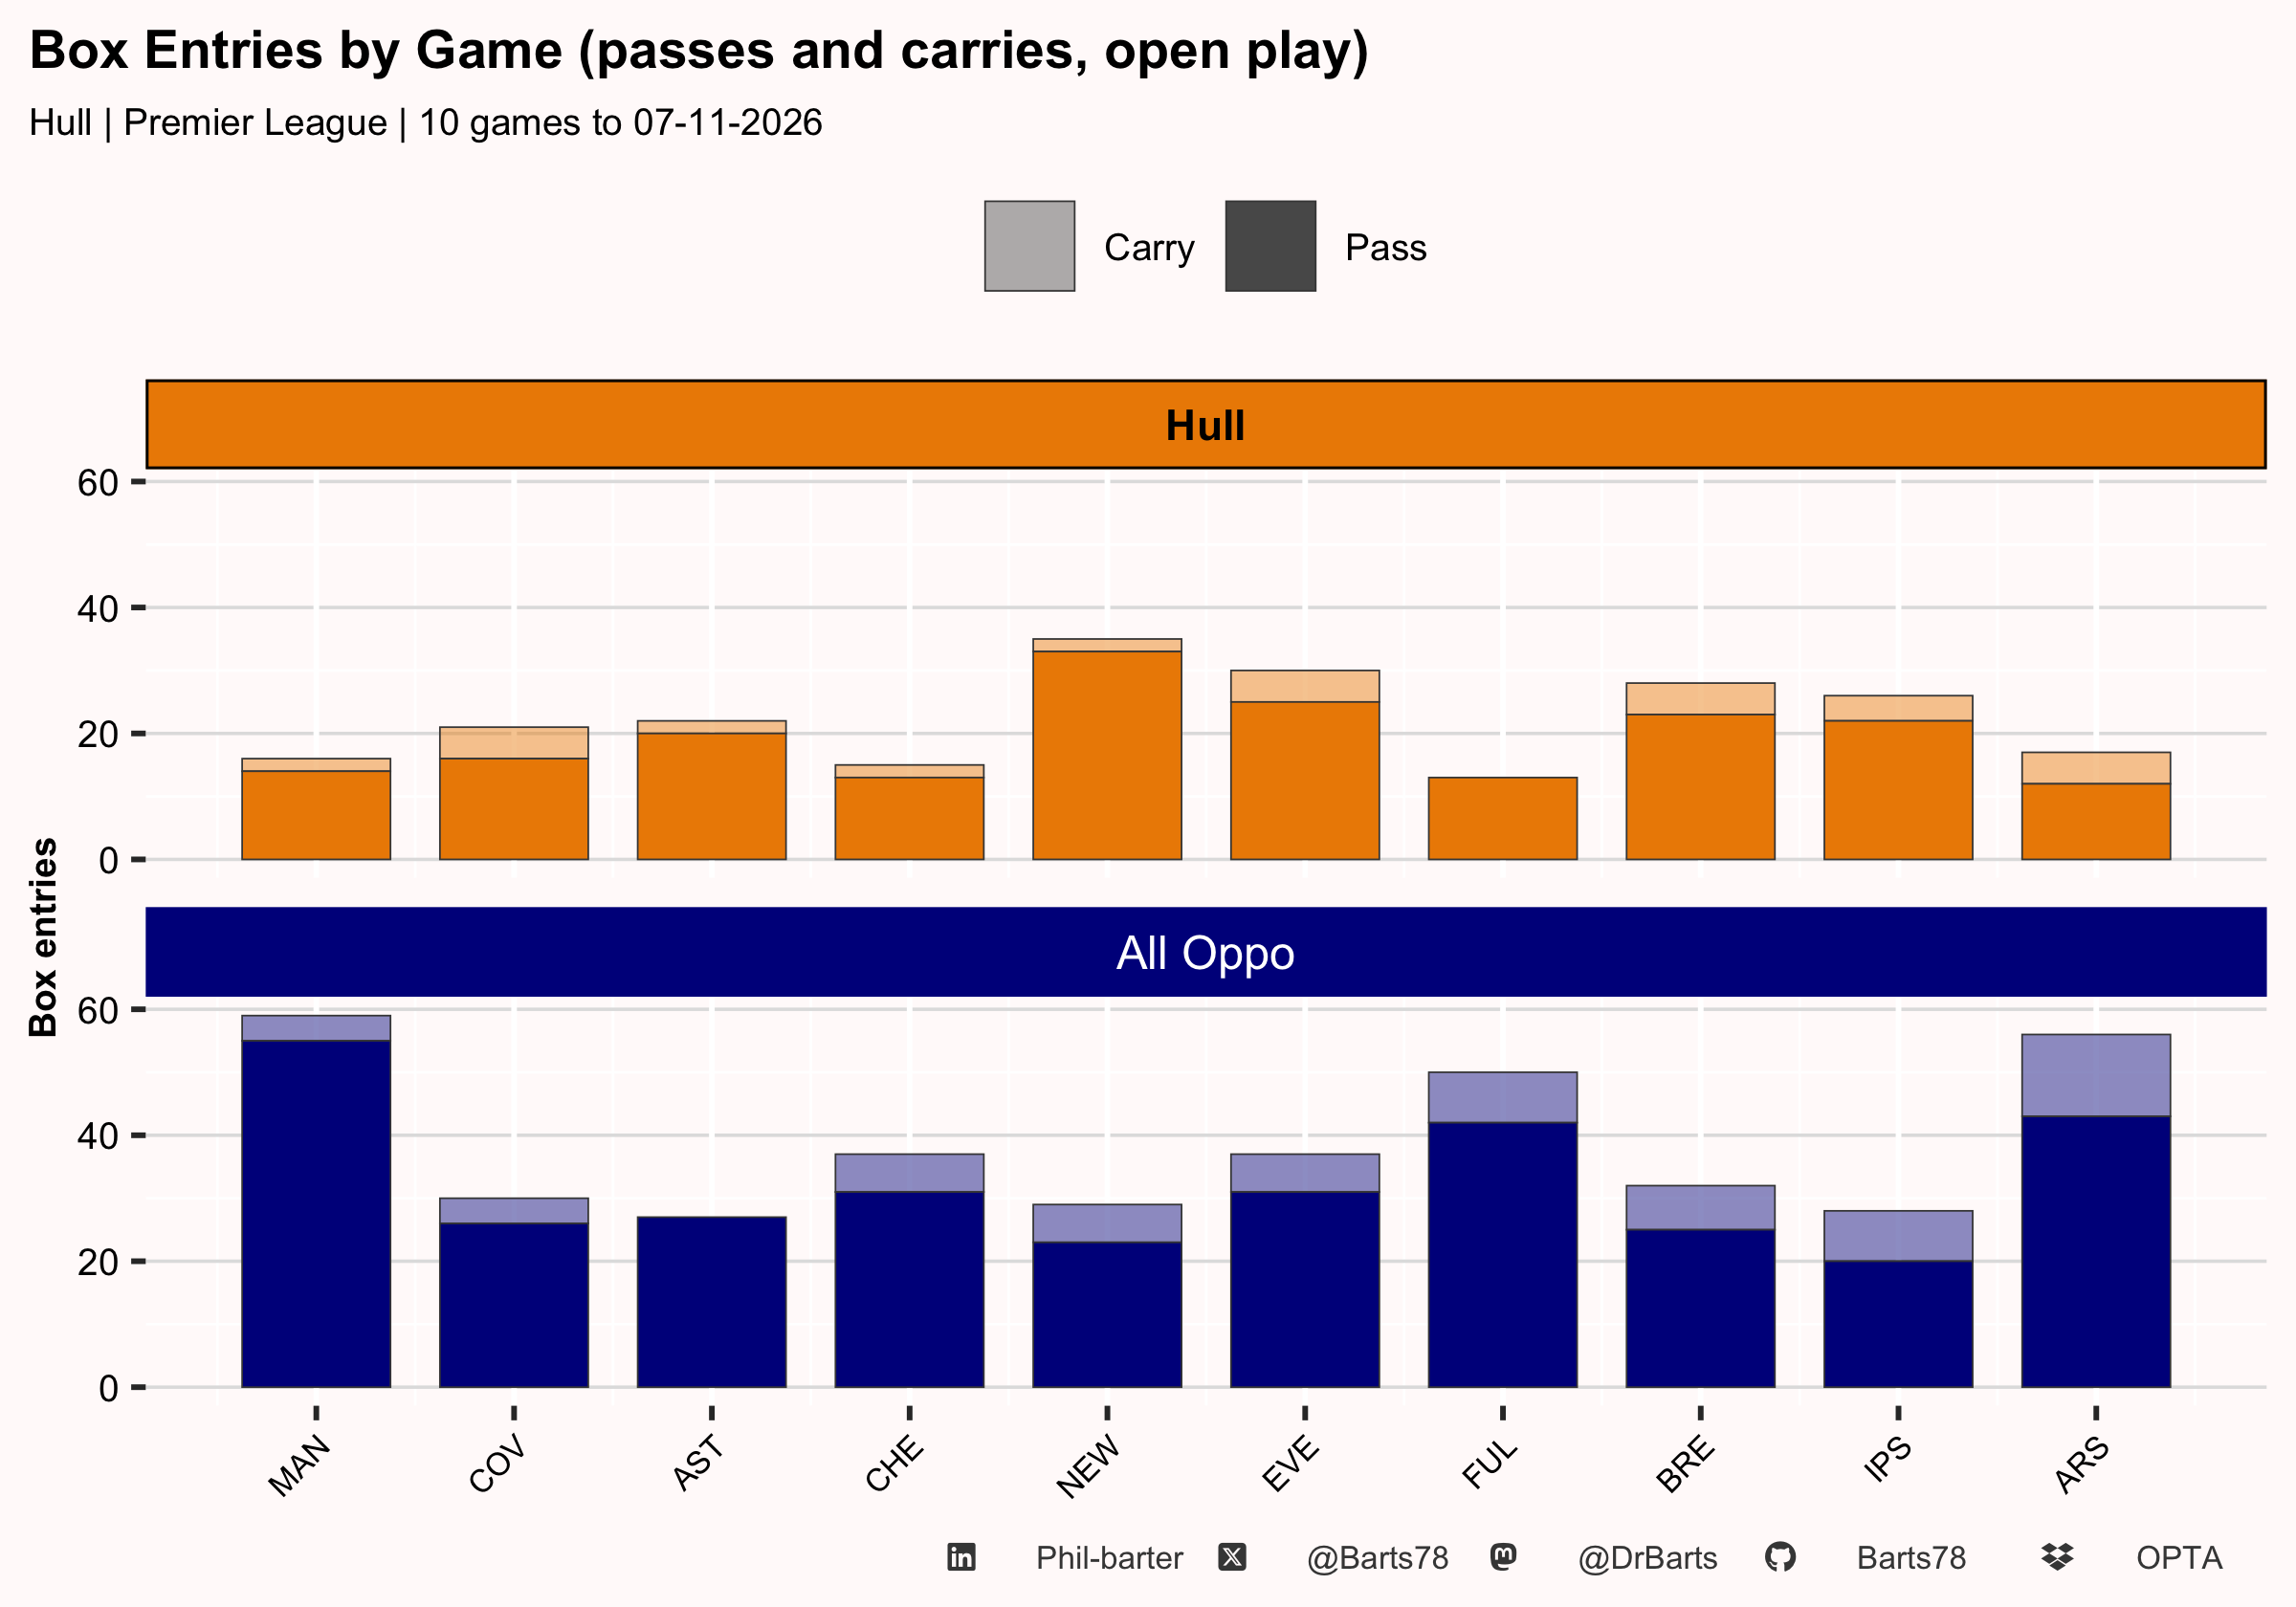 Box Entries by Game (passes and carries, open play)
Hull | Premier League | 10 games to 07-11-2026
Carry Pass
Hull
60
40
20
0
Box entries
All Oppo
60
40
20
0
MAN COV AST CHE NEW EVE FUL BRE IPS ARS
Phil-barter @Barts78 @DrBarts Barts78 OPTA